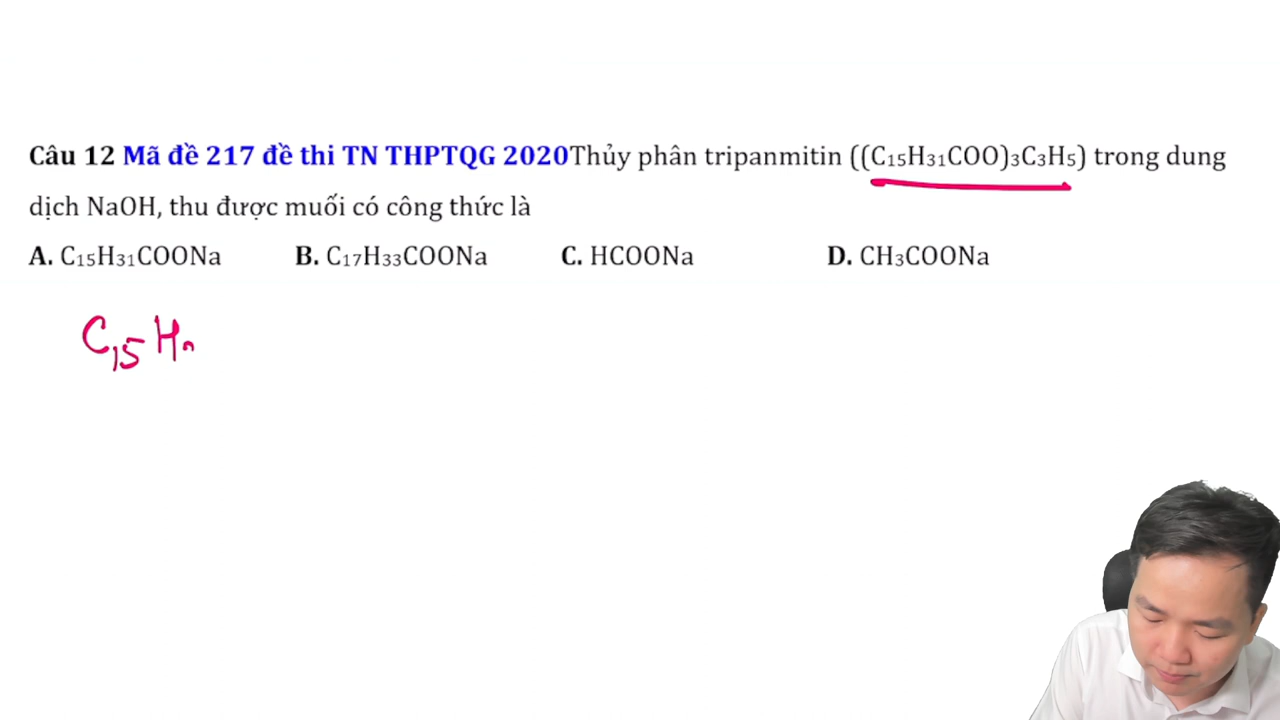 Câu 12 Mã đề 217 đề thi TN THPTQG 2020Thủy phân tripanmitin ((C₁₅H₃₁COO)₃C₃H₅) trong dung
dịch NaOH, thu được muối có công thức là
A. C₁₅H₃₁COONa B. C₁₇H₃₃COONa C. HCOONa D. CH₃COONa
C₁₅ H